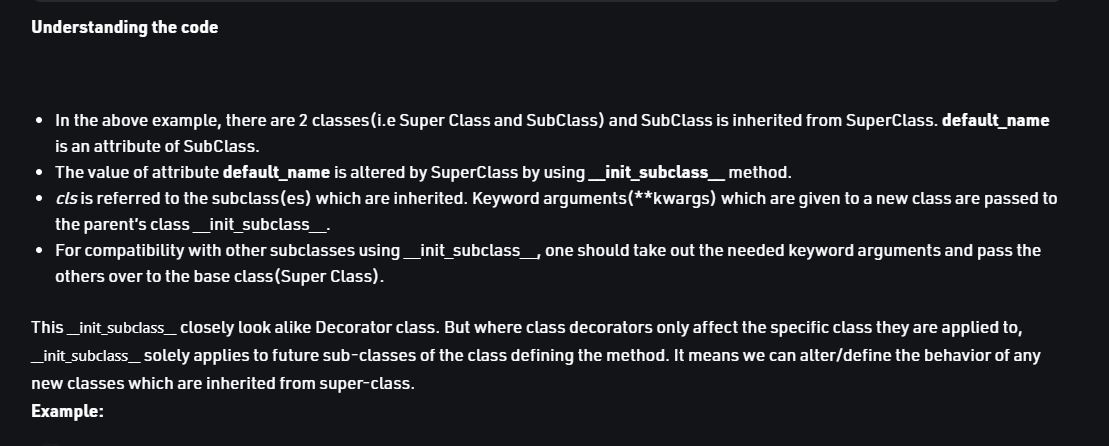 Understanding the code
• In the above example, there are 2 classes(i.e Super Class and SubClass) and SubClass is inherited from SuperClass. default_name
is an attribute of SubClass.
• The value of attribute default_name is altered by SuperClass by using __init_subclass__ method.
• cls is referred to the subclass(es) which are inherited. Keyword arguments(**kwargs) which are given to a new class are passed to
the parent's class __init_subclass__.
• For compatibility with other subclasses using __init_subclass__, one should take out the needed keyword arguments and pass the
others over to the base class(Super Class).
This __init_subclass__ closely look alike Decorator class. But where class decorators only affect the specific class they are applied to,
__init_subclass__ solely applies to future sub-classes of the class defining the method. It means we can alter/define the behavior of any
new classes which are inherited from super-class.
Example: